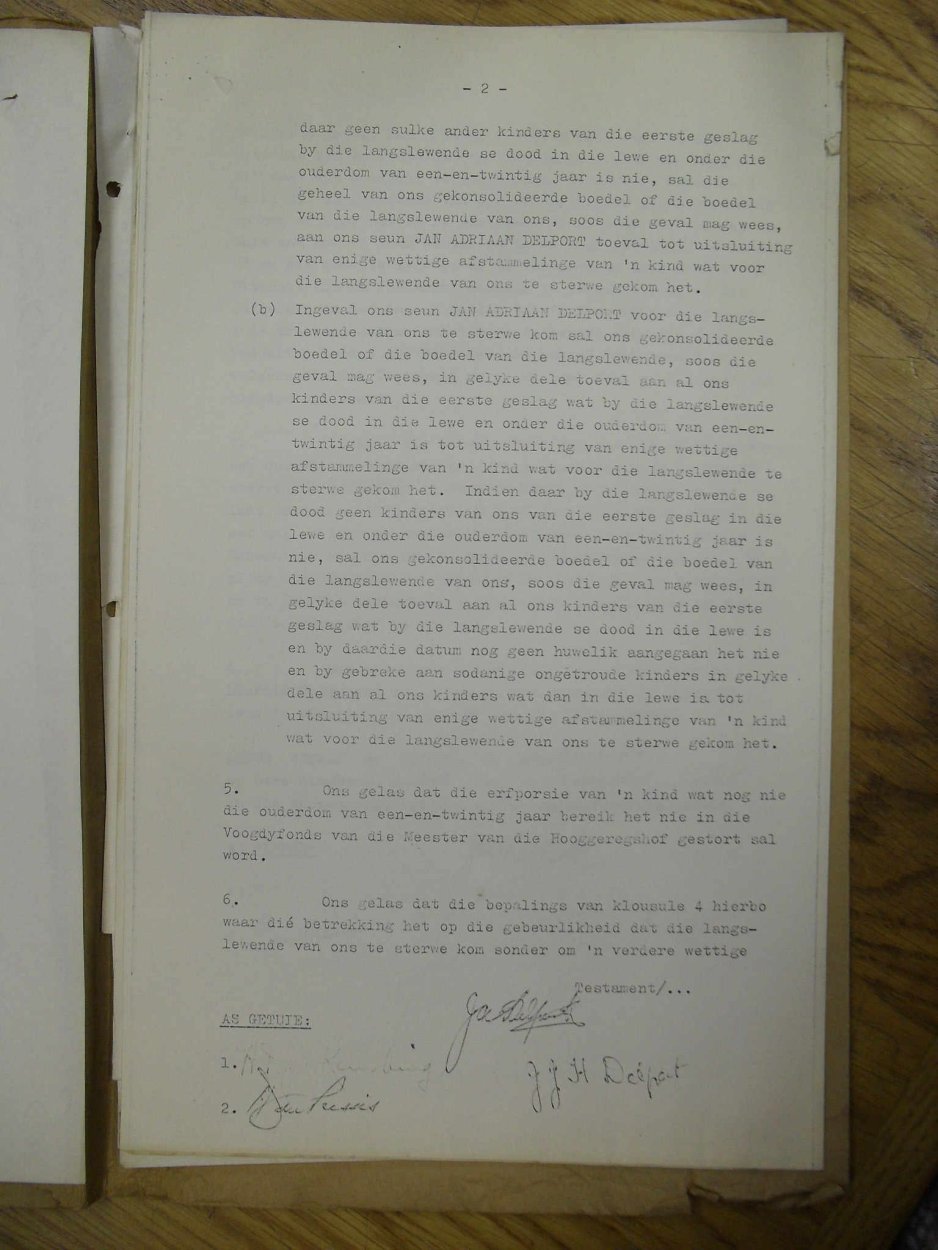 - 2 -
daar geen sulke ander kinders van die eerste geslag
by die langslewende se dood in die lewe en onder die
ouderdom van een-en-twintig jaar is nie, sal die
geheel van ons gekonsolideerde boedel of die boedel
van die langslewende van ons, soos die geval mag wees,
aan ons seun JAN ADRIAAN DELPORT toeval tot uitsluiting
van enige wettige afstammelinge van 'n kind wat voor
die langslewende van ons te sterwe gekom het.
(b) Ingeval ons seun JAN ADRIAAN DELPORT voor die langs-
lewende van ons te sterwe kom sal ons gekonsolideerde
boedel of die boedel van die langslewende, soos die
geval mag wees, in gelyke dele toeval aan al ons
kinders van die eerste geslag wat by die langslewende
se dood in die lewe en onder die ouderdom van een-en-
twintig jaar is tot uitsluiting van enige wettige
afstammelinge van 'n kind wat voor die langslewende te
sterwe gekom het. Indien daar by die langslewende se
dood geen kinders van ons van die eerste geslag in die
lewe en onder die ouderdom van een-en-twintig jaar is
nie, sal ons gekonsolideerde boedel of die boedel van
die langslewende van ons, soos die geval mag wees, in
gelyke dele toeval aan al ons kinders van die eerste
geslag wat by die langslewende se dood in die lewe is
en by daardie datum nog geen huwelik aangegaan het nie
en by gebreke aan sodanige ongetroude kinders in gelyke
dele aan al ons kinders wat dan in die lewe is tot
uitsluiting van enige wettige afstammelinge van 'n kind
wat voor die langslewende van ons te sterwe gekom het.
5. Ons gelas dat die erfporsie van 'n kind wat nog nie
die ouderdom van een-en-twintig jaar bereik het nie in die
Voogdyfonds van die Meester van die Hooggeregshof gestort sal
word.
6. Ons gelas dat die bepalings van klousule 4 hierbo
waar dié betrekking het op die gebeurlikheid dat die langs-
lewende van ons te sterwe kom sonder om 'n verdere wettige
Testament/...
AS GETUIE:
J A Delport
1.
J J H Delport
2. du Plessis